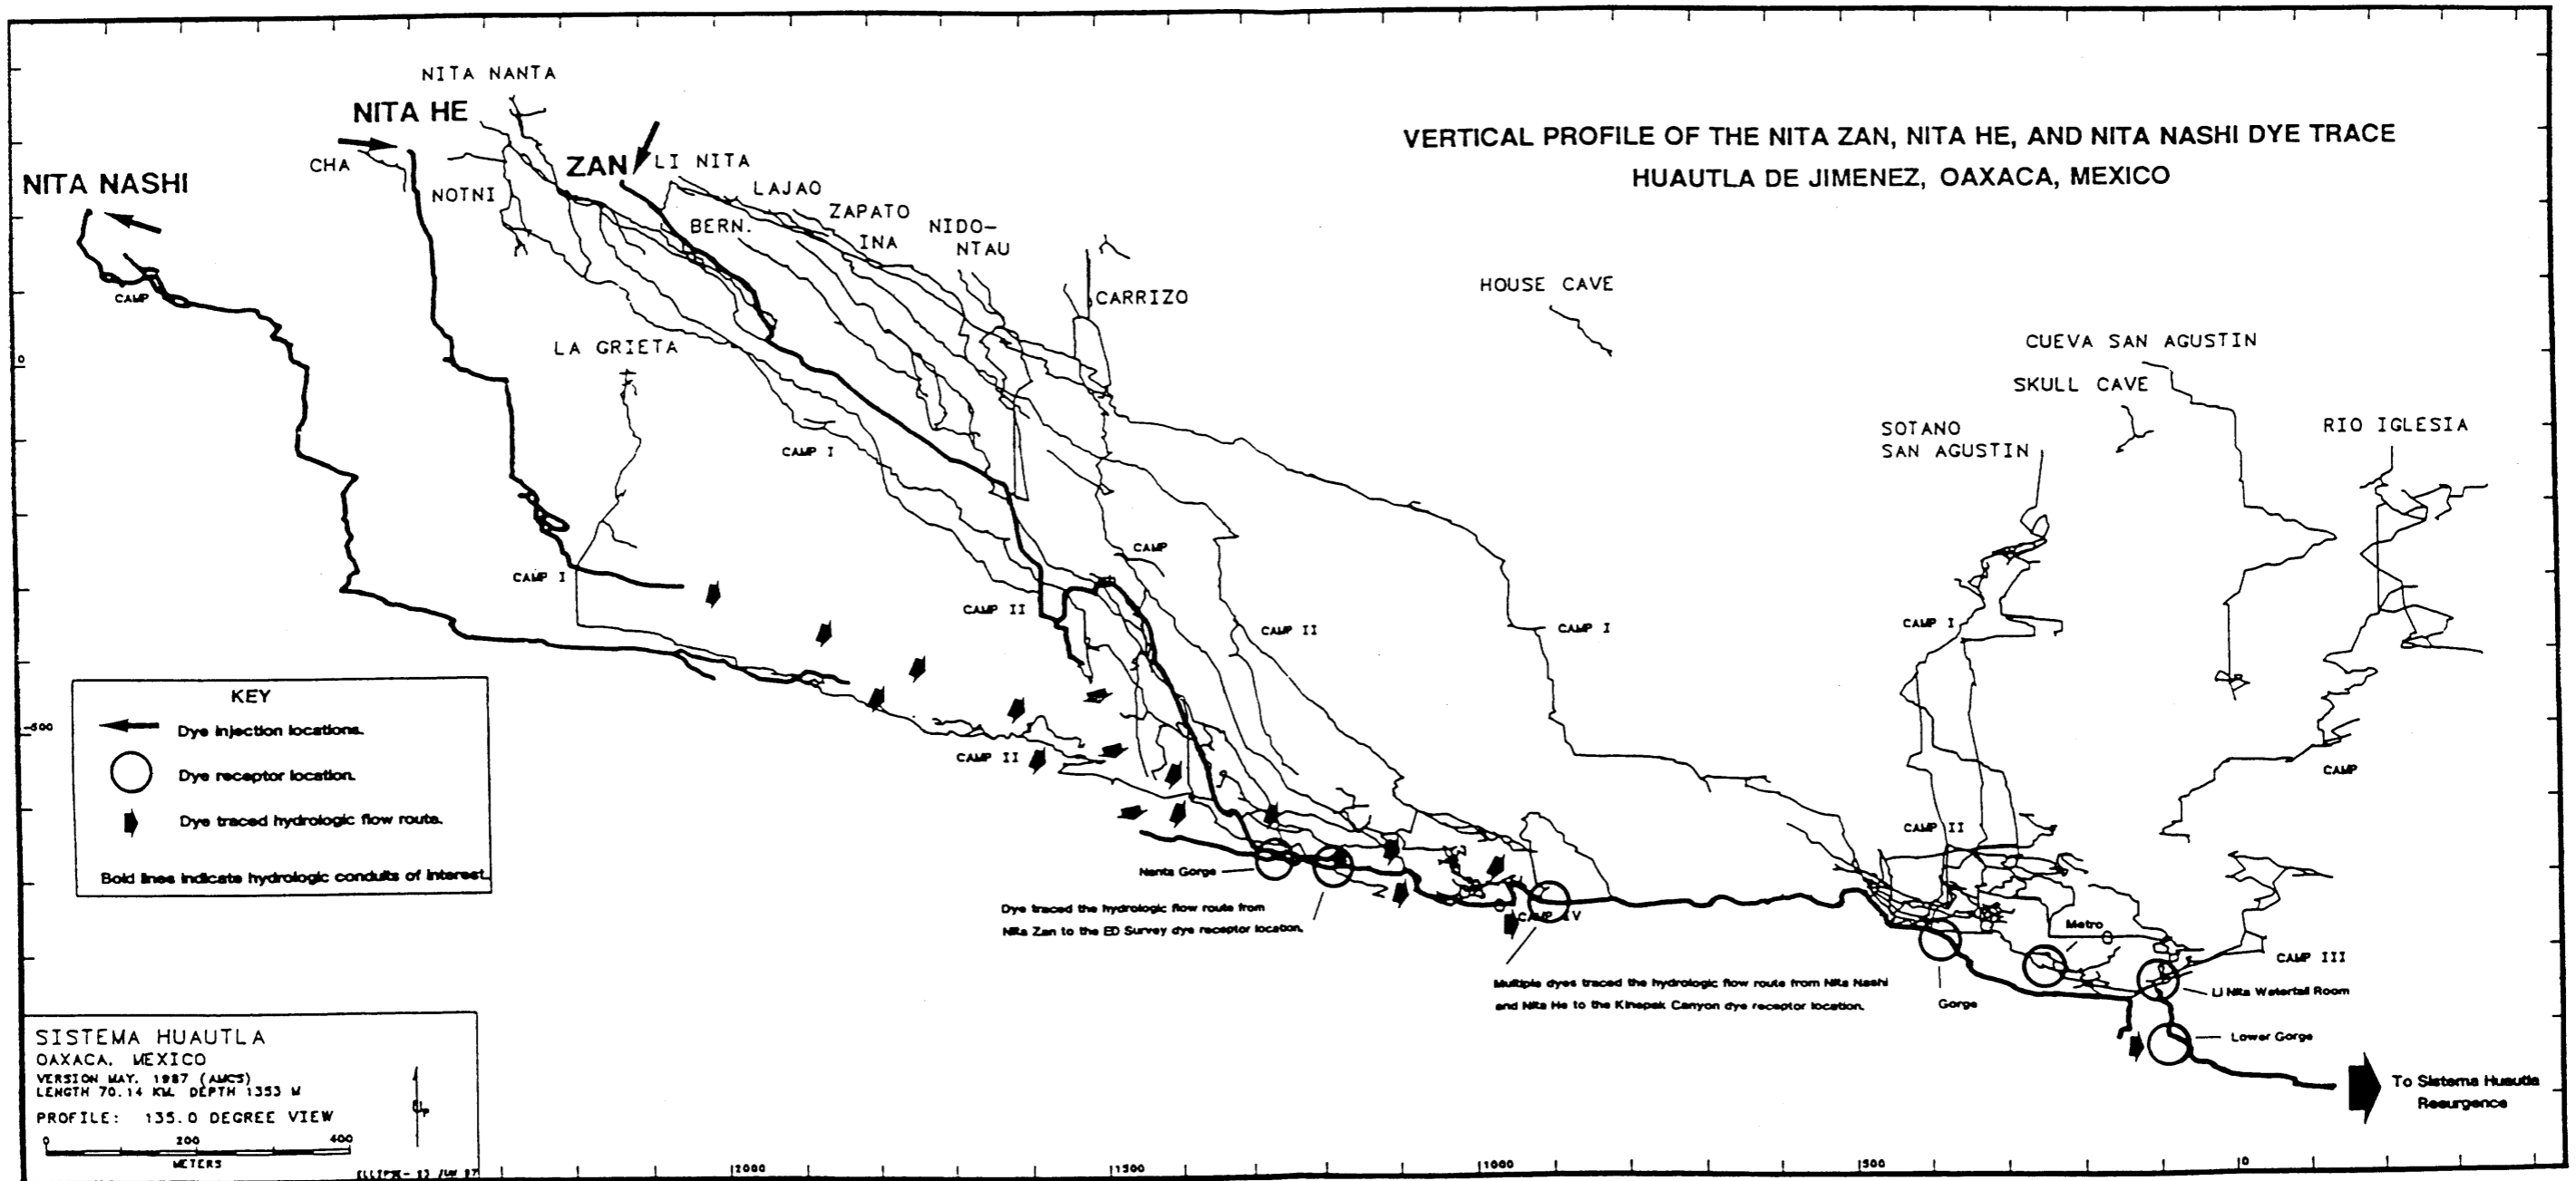 VERTICAL PROFILE OF THE NITA ZAN, NITA HE, AND NITA NASHI DYE TRACE
HUAUTLA DE JIMENEZ, OAXACA, MEXICO
NITA NANTA
NITA HE
CHA
NITA NASHI
NOTNI
ZAN
LI NITA
LAJAO
BERN.
ZAPATO
INA
NIDO-
NTAU
CARRIZO
HOUSE CAVE
CUEVA SAN AGUSTIN
SKULL CAVE
SOTANO
SAN AGUSTIN
RIO IGLESIA
CAMP
LA GRIETA
0
CAMP I
CAMP
CAMP I
CAMP II
CAMP II
CAMP I
CAMP I
-500
CAMP II
CAMP
CAMP II
KEY
Dye injection locations.
Dye receptor location.
Dye traced hydrologic flow route.
Bold lines indicate hydrologic conduits of interest.
Nanta Gorge
Dye traced the hydrologic flow route from
Nita Zan to the ED Survey dye receptor location.
CAMP IV
Multiple dyes traced the hydrologic flow route from Nita Nashi
and Nita He to the Kinepak Canyon dye receptor location.
Metro
Gorge
CAMP III
Li Nita Waterfall Room
Lower Gorge
To Sistema Huautla
Resurgence
SISTEMA HUAUTLA
OAXACA, MEXICO
VERSION MAY, 1987 (AMCS)
LENGTH 70.14 KM, DEPTH 1353 M
PROFILE: 135.0 DEGREE VIEW
Up
0 200 400
METERS
2000 1500 1000 500 0